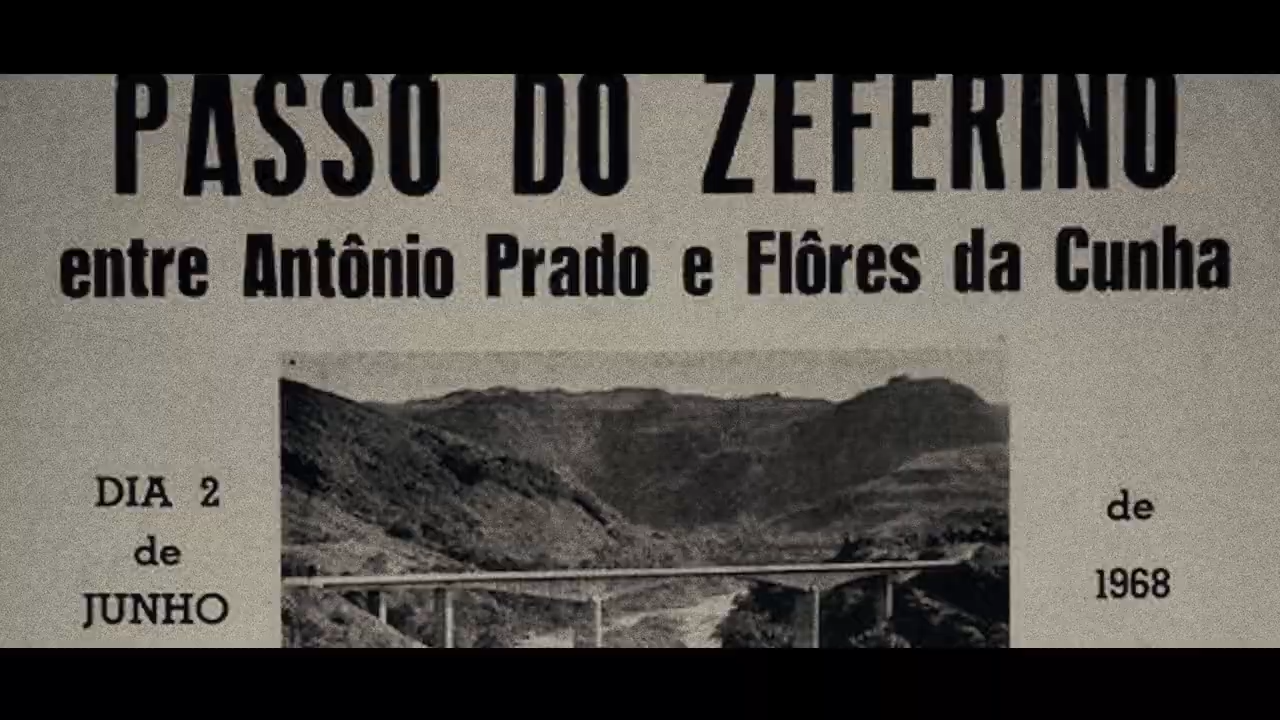 PASSO DO ZEFERINO
entre Antônio Prado e Flôres da Cunha
DIA 2
de
JUNHO
de
1968